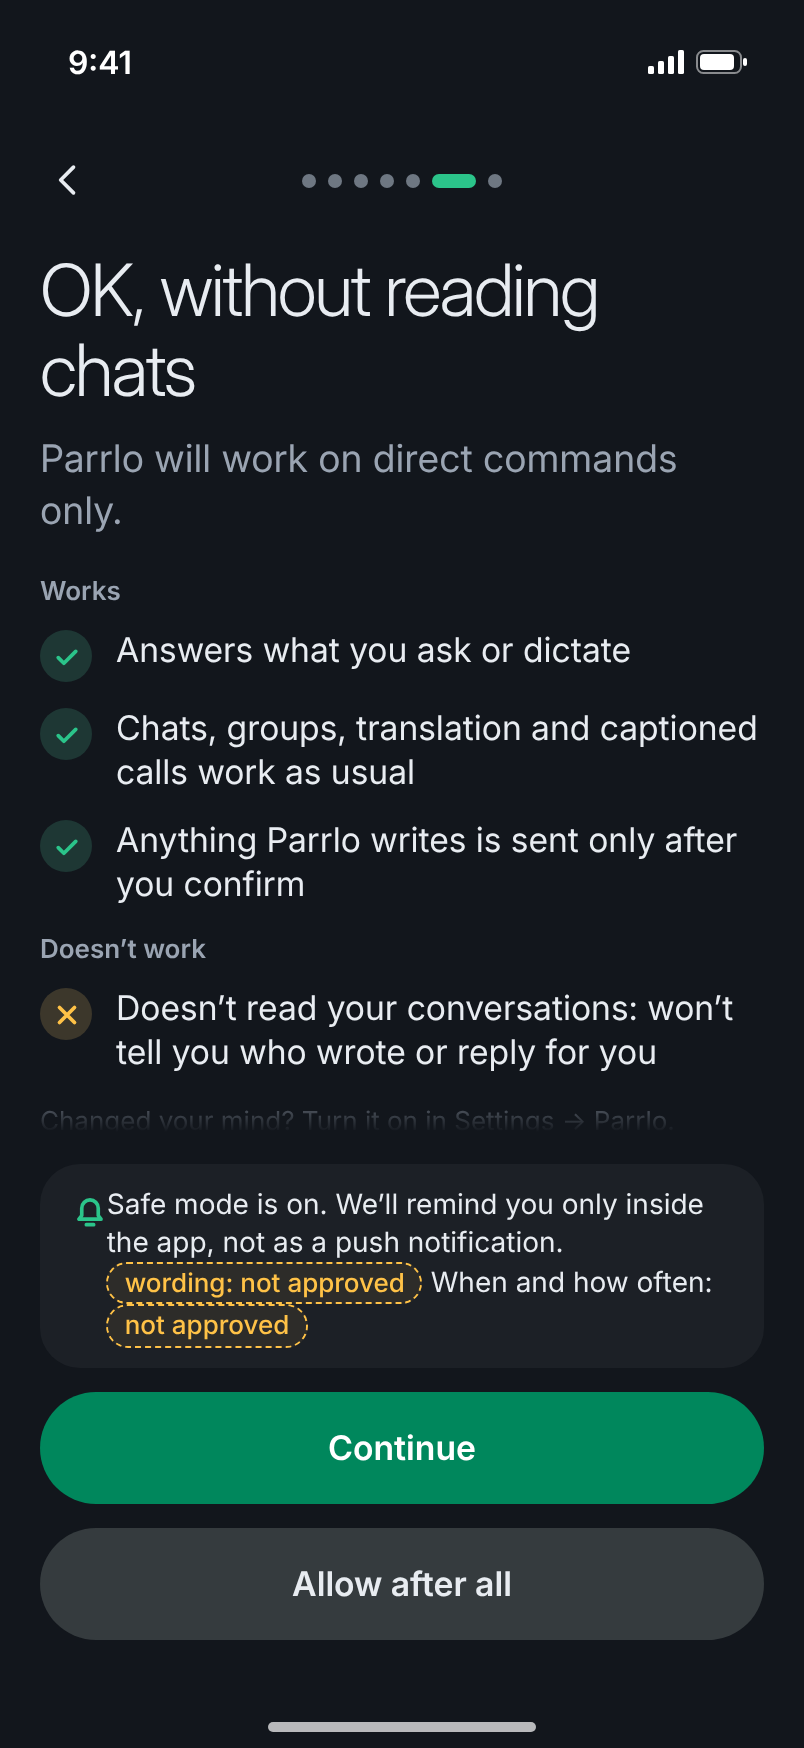 9:41
OK, without reading
chats
Parrlo will work on direct commands
only.
Works
Answers what you ask or dictate
Chats, groups, translation and captioned
calls work as usual
Anything Parrlo writes is sent only after
you confirm
Doesn’t work
Doesn’t read your conversations: won’t
tell you who wrote or reply for you
Changed your mind? Turn it on in Settings → Parrlo.
Safe mode is on. We’ll remind you only inside
the app, not as a push notification.
wording: not approved When and how often:
not approved
Continue
Allow after all